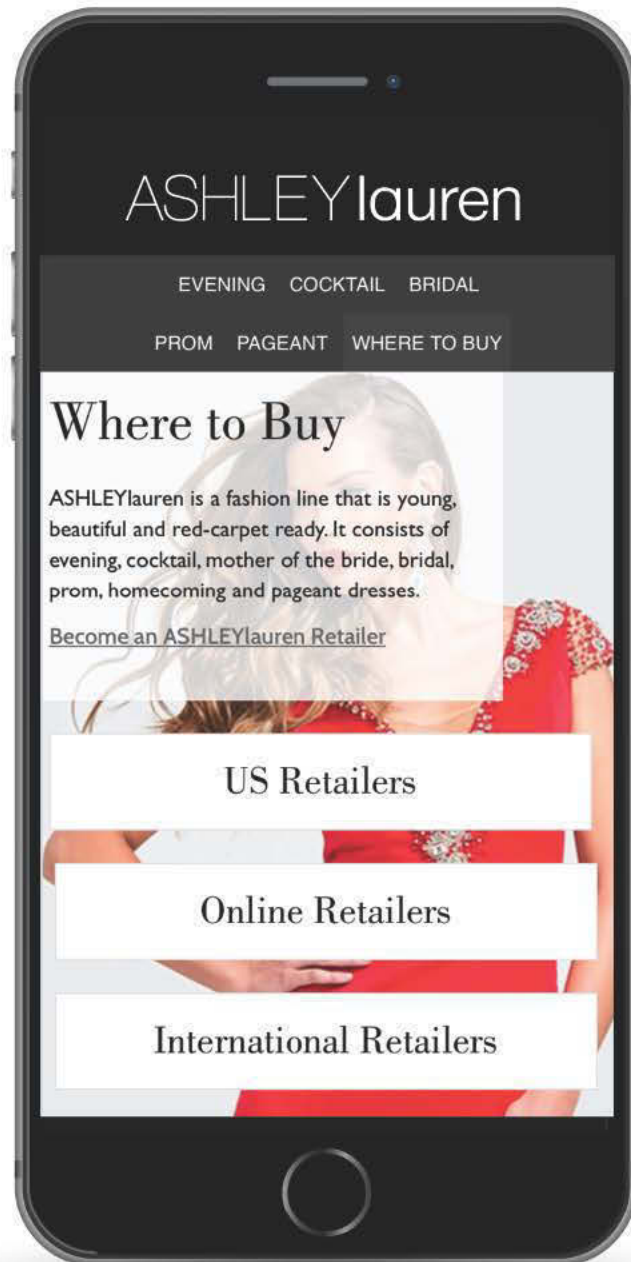 ASHLEYlauren
EVENING COCKTAIL BRIDAL
PROM PAGEANT WHERE TO BUY
Where to Buy
ASHLEYlauren is a fashion line that is young,
beautiful and red-carpet ready. It consists of
evening, cocktail, mother of the bride, bridal,
prom, homecoming and pageant dresses.
Become an ASHLEYlauren Retailer
US Retailers
Online Retailers
International Retailers